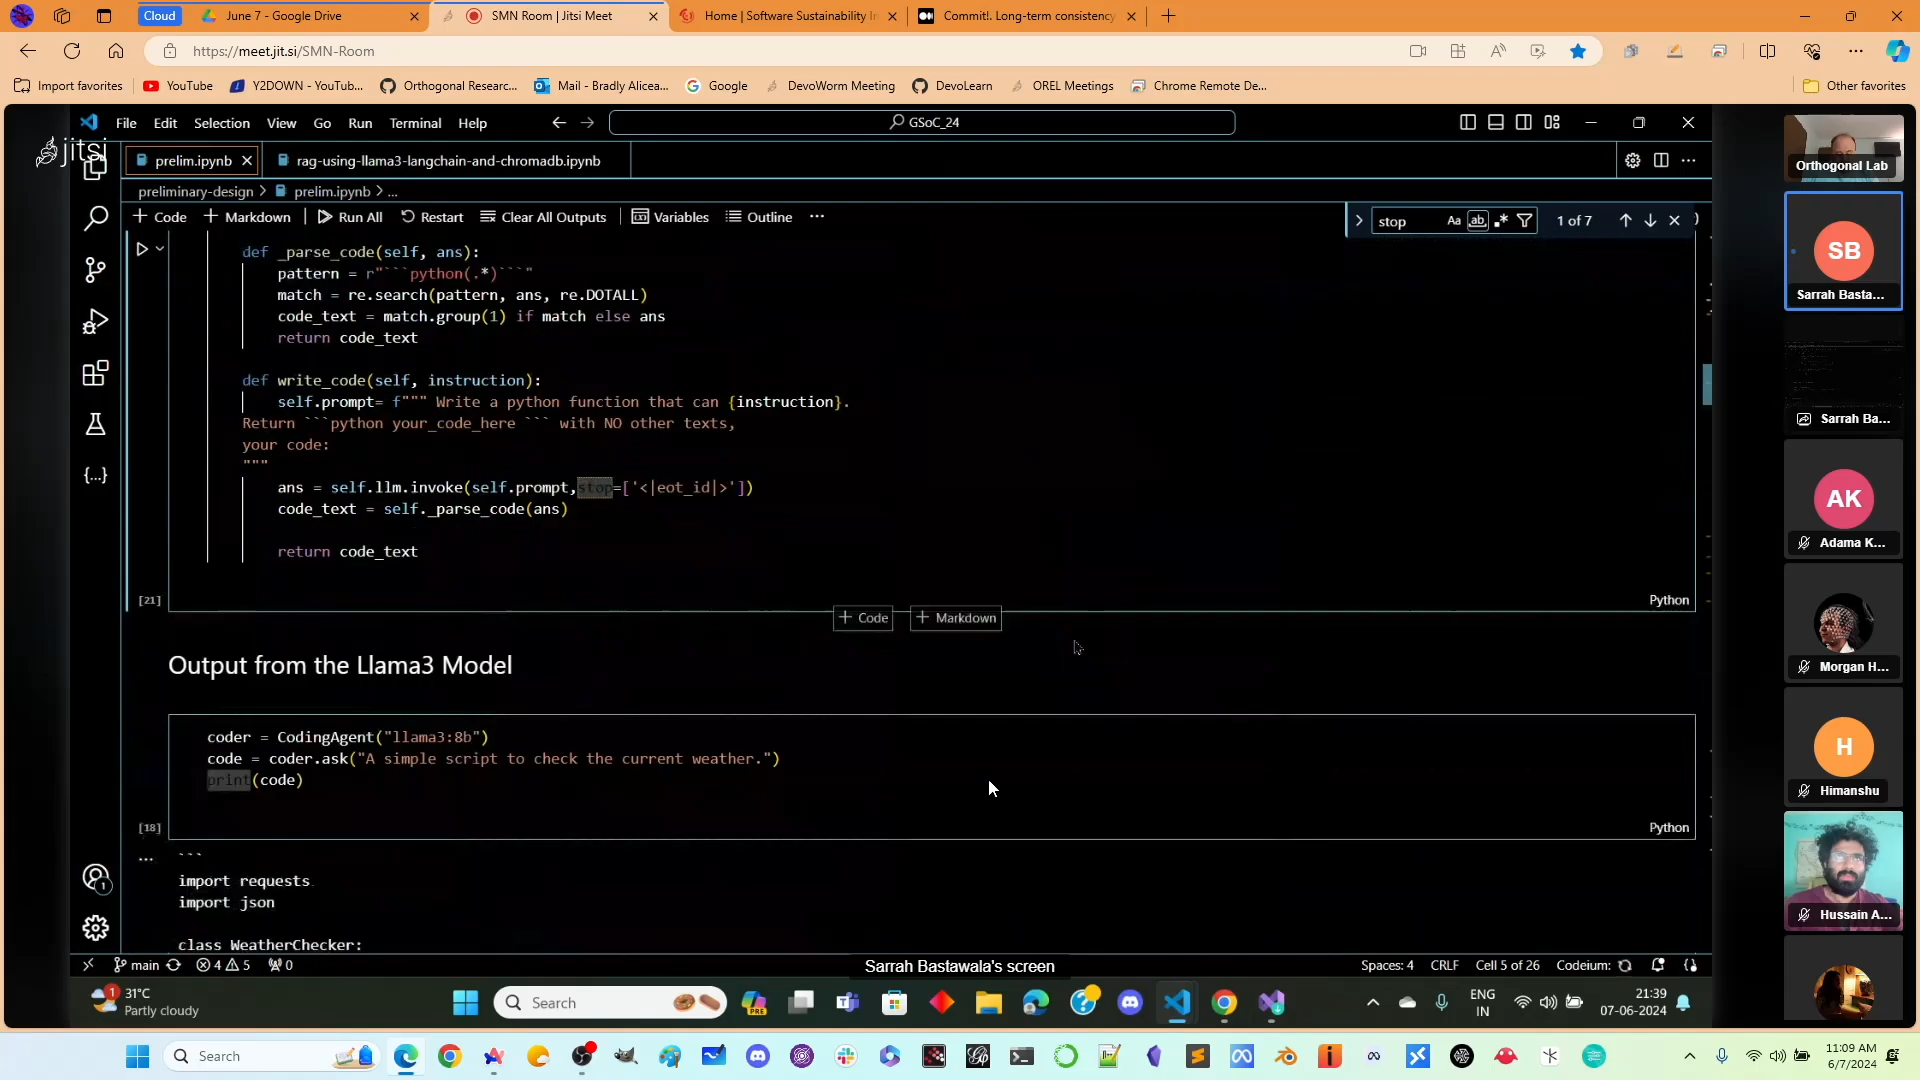 Cloud
June 7 - Google Drive
SMN Room | Jitsi Meet
Home | Software Sustainability In
Commit!. Long-term consistency
https://meet.jit.si/SMN-Room
Import favorites
YouTube
Y2DOWN - YouTub...
Orthogonal Researc...
Mail - Bradly Alicea...
Google
DevoWorm Meeting
DevoLearn
OREL Meetings
Chrome Remote De...
Other favorites
jitsi
File Edit Selection View Go Run Terminal Help
GSoC_24
prelim.ipynb
rag-using-llama3-langchain-and-chromadb.ipynb
preliminary-design > prelim.ipynb > ...
+ Code + Markdown Run All Restart Clear All Outputs Variables Outline ...
stop
Aa ab
1 of 7
def _parse_code(self, ans):
pattern = r"```python(.*)```"
match = re.search(pattern, ans, re.DOTALL)
code_text = match.group(1) if match else ans
return code_text
def write_code(self, instruction):
self.prompt= f""" Write a python function that can {instruction}.
Return ```python your_code_here ``` with NO other texts,
your code:
"""
ans = self.llm.invoke(self.prompt,stop=['<|eot_id|>'])
code_text = self._parse_code(ans)
return code_text
[21]
Python
+ Code + Markdown
Output from the Llama3 Model
coder = CodingAgent("llama3:8b")
code = coder.ask("A simple script to check the current weather.")
print(code)
[18]
Python
...
```
import requests
import json
class WeatherChecker:
main
4 5
0
Sarrah Bastawala's screen
Spaces: 4 CRLF Cell 5 of 26 Codeium:
1
31°C
Partly cloudy
Search
PRE
ENG
IN
21:39
07-06-2024
Orthogonal Lab
SB
Sarrah Basta...
Sarrah Ba...
AK
Adama K...
Morgan H...
H
Himanshu
Hussain A...
Search
11:09 AM
6/7/2024